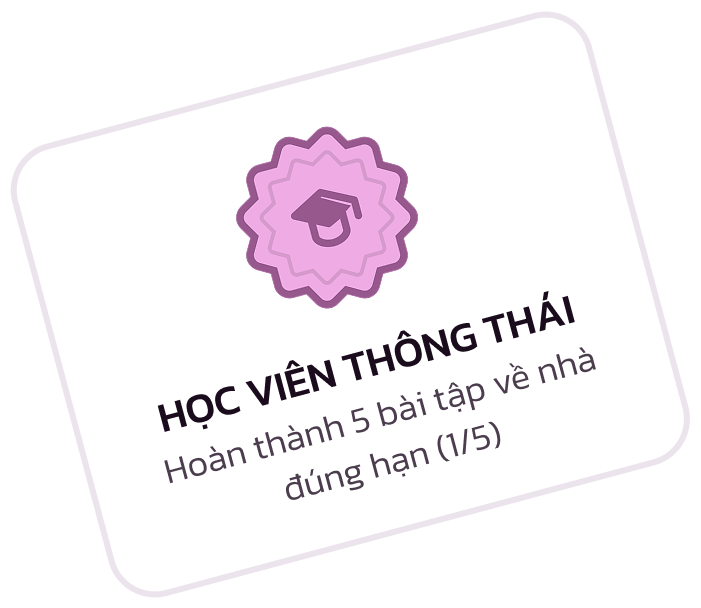 HỌC VIÊN THÔNG THÁI
Hoàn thành 5 bài tập về nhà
đúng hạn (1/5)